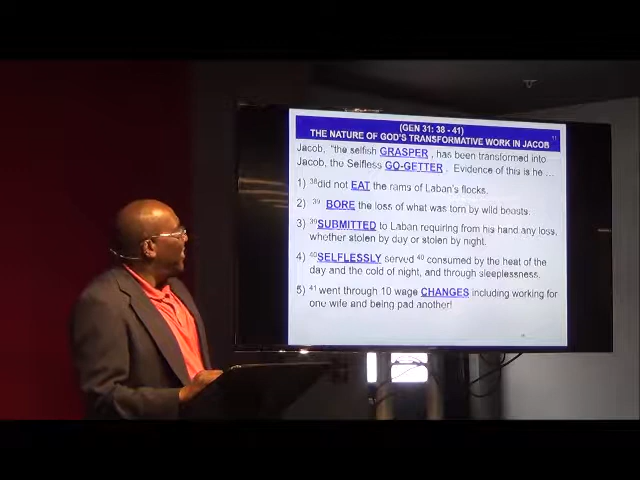 (GEN 31: 38 - 41)
THE NATURE OF GOD'S TRANSFORMATIVE WORK IN JACOB
Jacob, "the selfish GRASPER , has been transformed into
Jacob, the Selfless GO-GETTER . Evidence of this is he ...
1) 38did not EAT the rams of Laban's flocks.
2) 39 BORE the loss of what was torn by wild beasts.
3) 39SUBMITTED to Laban requiring from his hand any loss,
whether stolen by day or stolen by night.
4) 40SELFLESSLY served 40 consumed by the heat of the
day and the cold of night, and through sleeplessness.
5) 41 went through 10 wage CHANGES including working for
one wife and being pad another!